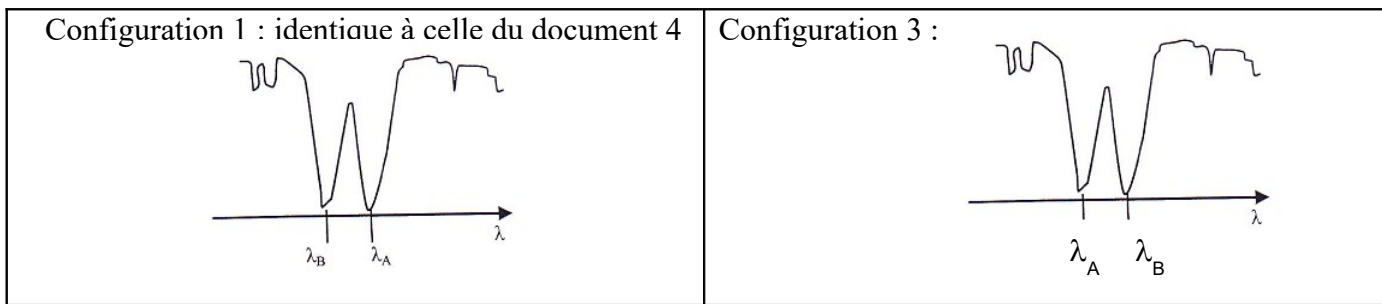 Configuration 1 : identique à celle du document 4
λ
λB λA
Configuration 3 :
λ
λA λB